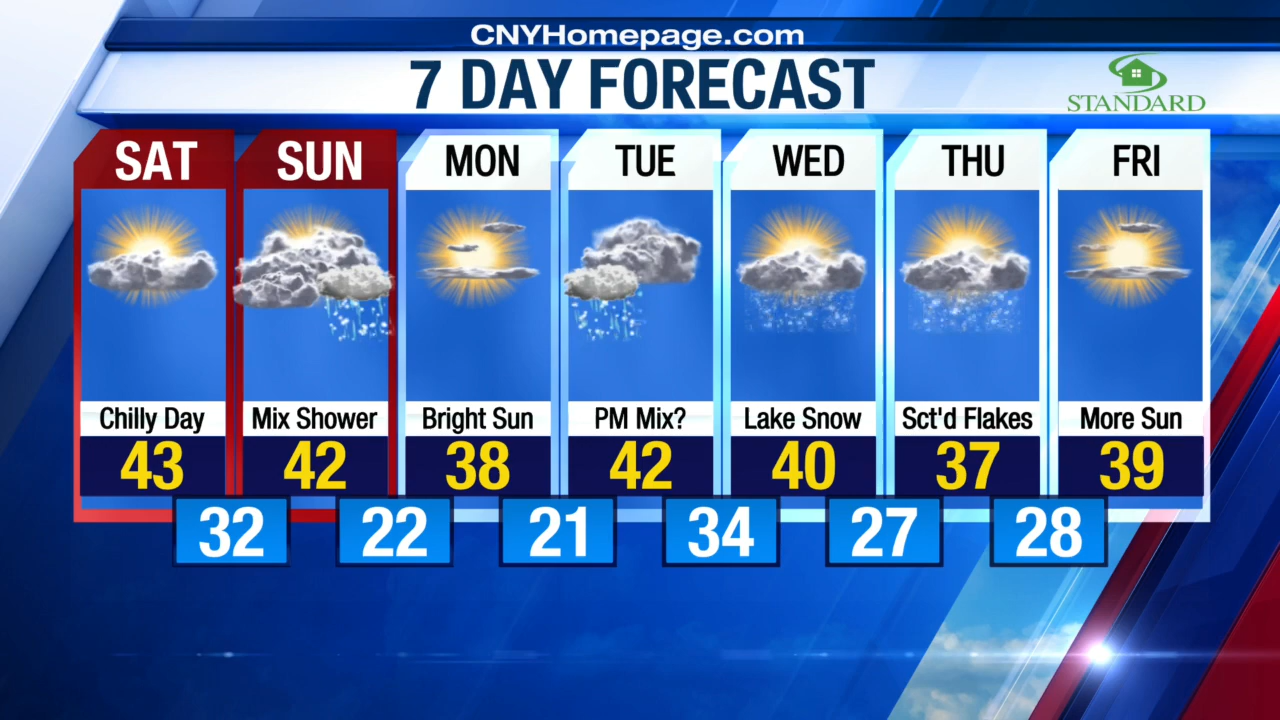 CNYHomepage.com
7 DAY FORECAST
STANDARD
SAT SUN MON TUE WED THU FRI
Chilly Day Mix Shower Bright Sun PM Mix? Lake Snow Sct'd Flakes More Sun
43 42 38 42 40 37 39
32 22 21 34 27 28